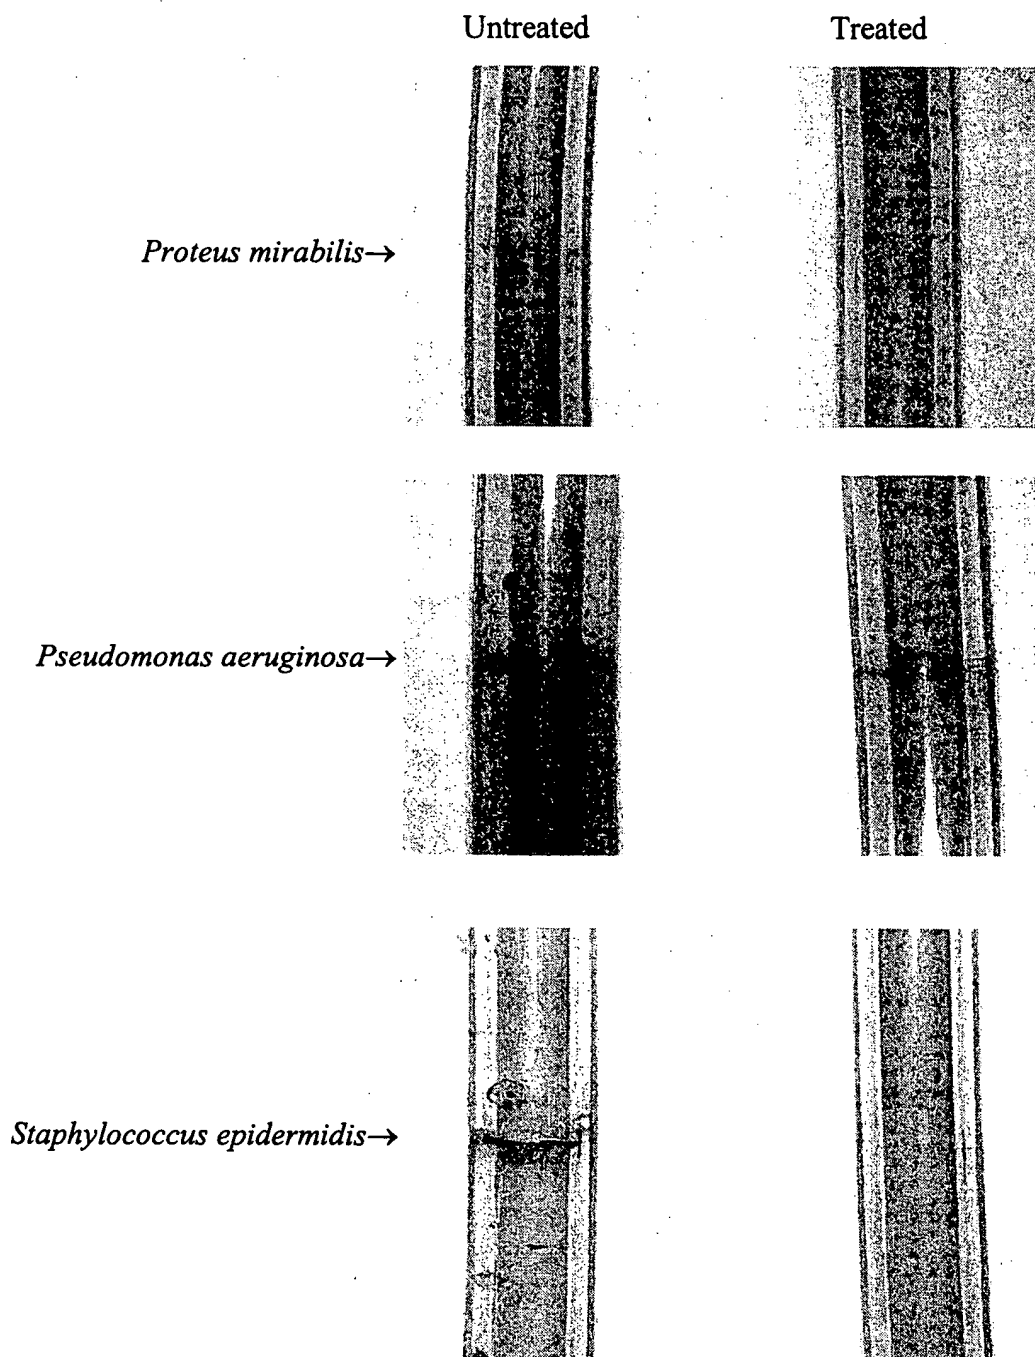 Untreated Treated
Proteus mirabilis→
Pseudomonas aeruginosa→
Staphylococcus epidermidis→